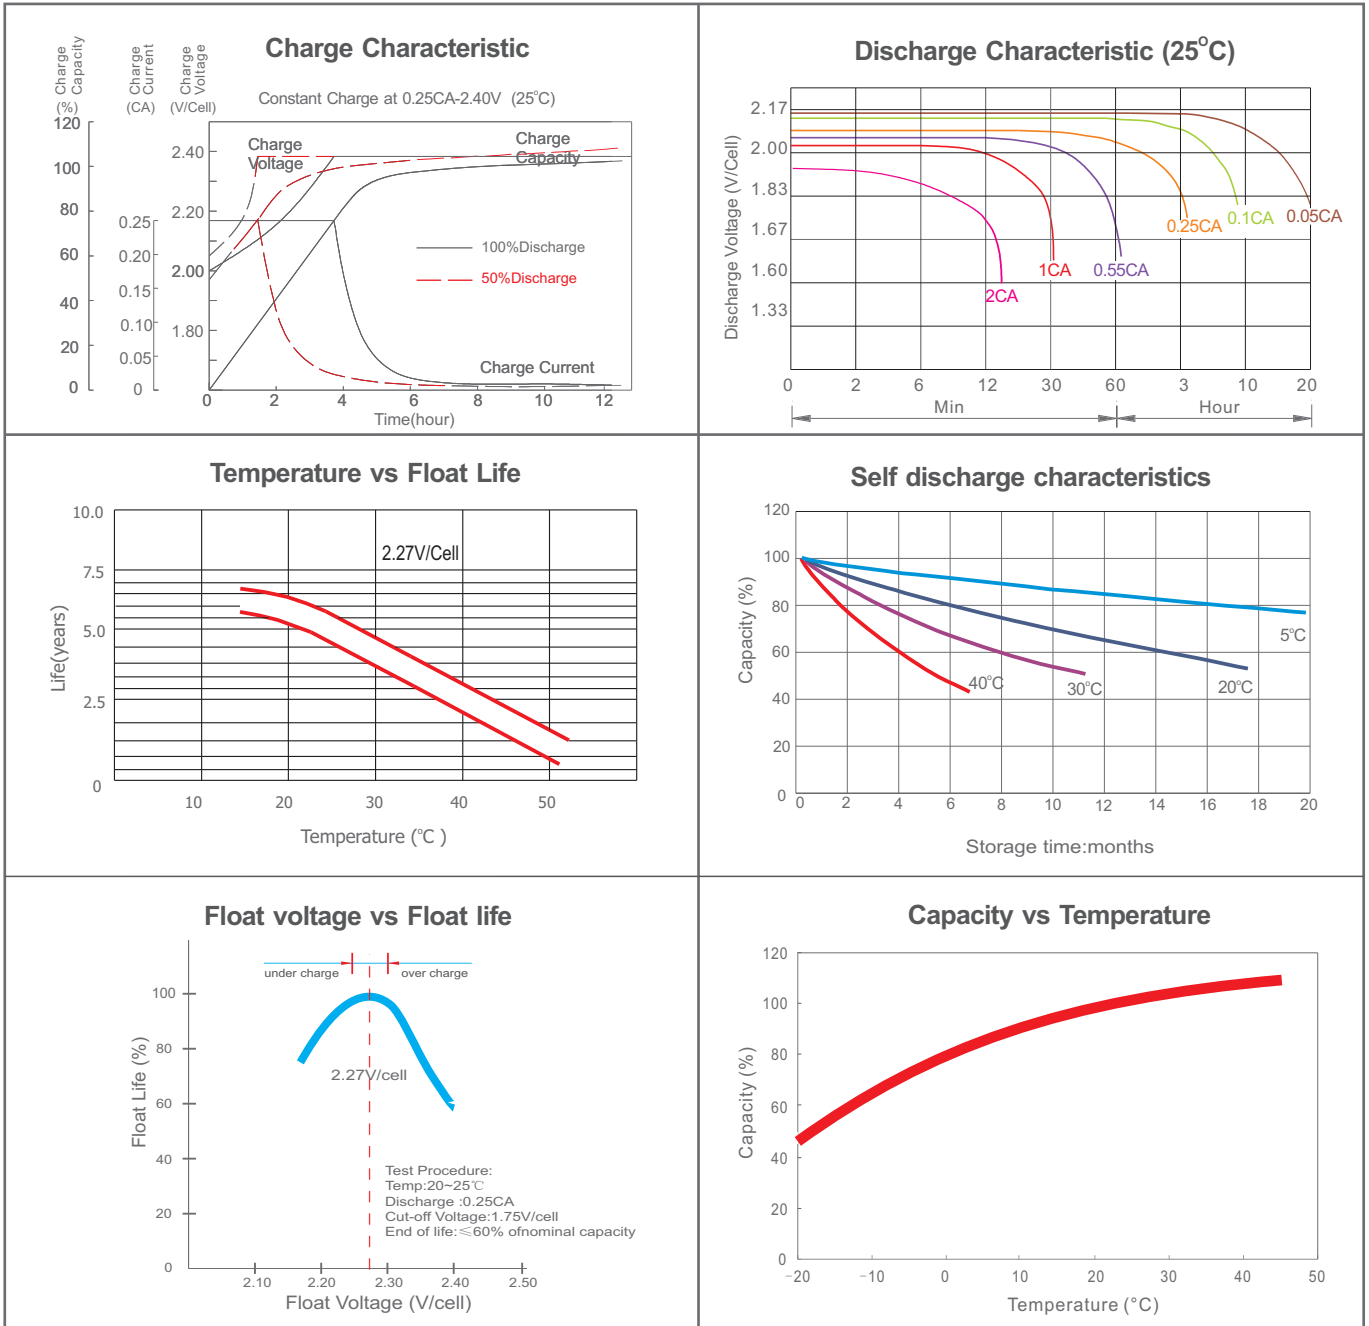 Charge Characteristic
Charge Capacity
Charge Current
Charge Voltage
(%)
(CA)
(V/Cell)
Constant Charge at 0.25CA-2.40V (25°C)
120
100
80
60
40
20
0
0.25
0.20
0.15
0.10
0.05
0
2.40
2.20
2.00
1.80
Charge
Voltage
Charge
Capacity
100%Discharge
50%Discharge
Charge Current
0 2 4 6 8 10 12
Time(hour)
Discharge Characteristic (25°C)
Discharge Voltage (V/Cell)
2.17
2.00
1.83
1.67
1.60
1.33
2CA
1CA
0.55CA
0.25CA
0.1CA
0.05CA
0 2 6 12 30 60 3 10 20
Min Hour
Temperature vs Float Life
Life(years)
10.0
7.5
5.0
2.5
0
2.27V/Cell
10 20 30 40 50
Temperature (°C )
Self discharge characteristics
Capacity (%)
120
100
80
60
40
20
0
5°C
20°C
30°C
40°C
0 2 4 6 8 10 12 14 16 18 20
Storage time:months
Float voltage vs Float life
under charge
over charge
Float Life (%)
100
80
60
40
20
0
2.27V/cell
Test Procedure:
Temp:20~25℃
Discharge :0.25CA
Cut-off Voltage:1.75V/cell
End of life:≤60% ofnominal capacity
2.10 2.20 2.30 2.40 2.50
Float Voltage (V/cell)
Capacity vs Temperature
Capacity (%)
120
100
80
60
40
20
0
−20 −10 0 10 20 30 40 50
Temperature (°C)